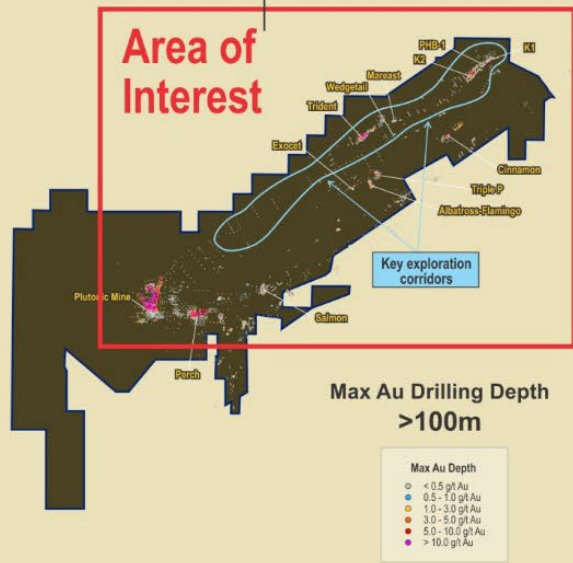 Area of
Interest
PHB-1
K1
K2
Mareast
Wedgetail
Trident
Exocet
Cinnamon
Triple P
Albatross-Flamingo
Key exploration
corridors
Plutonic Mine
Salmon
Perch
Max Au Drilling Depth
>100m
Max Au Depth
< 0.5 g/t Au
0.5 - 1.0 g/t Au
1.0 - 3.0 g/t Au
3.0 - 5.0 g/t Au
5.0 - 10.0 g/t Au
> 10.0 g/t Au